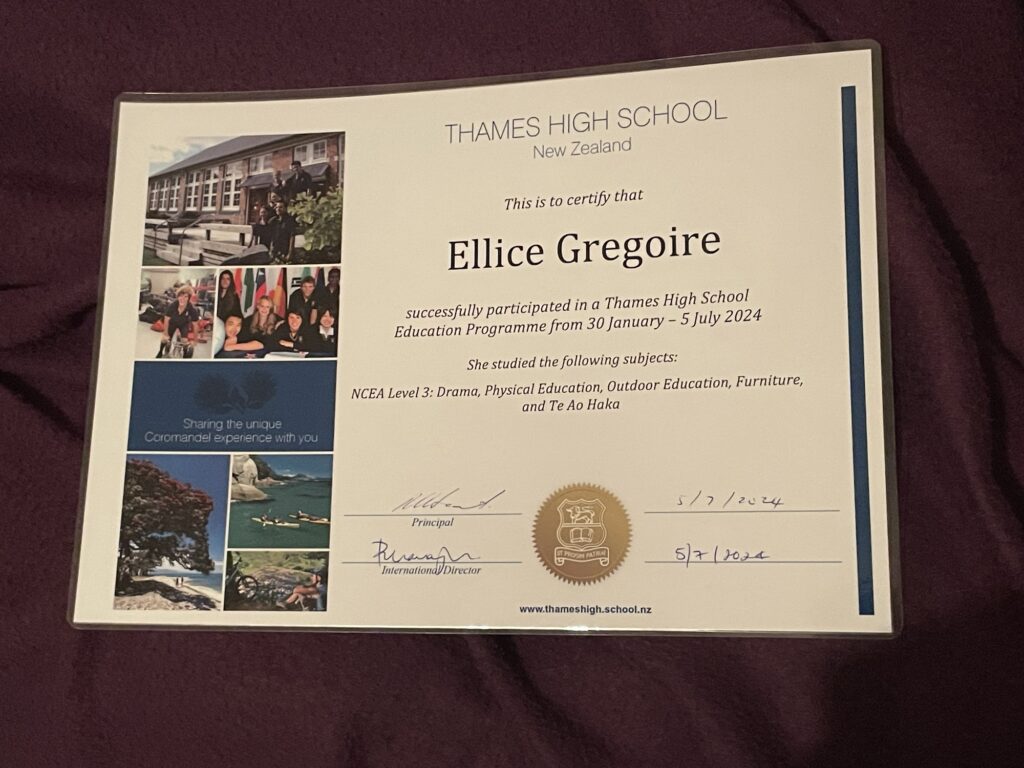 THAMES HIGH SCHOOL
New Zealand
This is to certify that
Ellice Gregoire
successfully participated in a Thames High School
Education Programme from 30 January – 5 July 2024
She studied the following subjects:
NCEA Level 3: Drama, Physical Education, Outdoor Education, Furniture,
and Te Ao Haka
Sharing the unique
Coromandel experience with you
5/7/2024
Principal
5/7/2024
International Director
UT PROSIM PATRIAE
www.thameshigh.school.nz